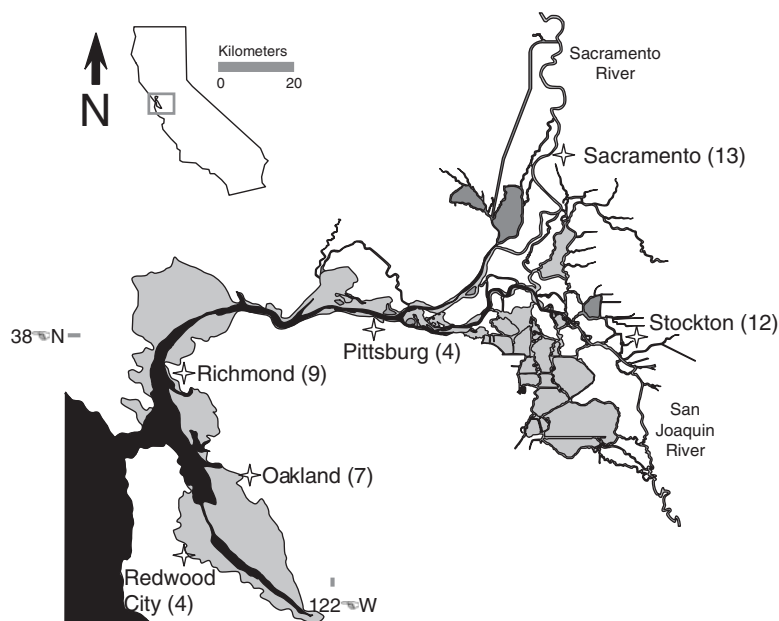 Kilometers
0 20
N
Sacramento
River
Sacramento (13)
38☜N
Stockton (12)
Pittsburg (4)
Richmond (9)
San
Joaquin
River
Oakland (7)
Redwood
City (4)
122☜W